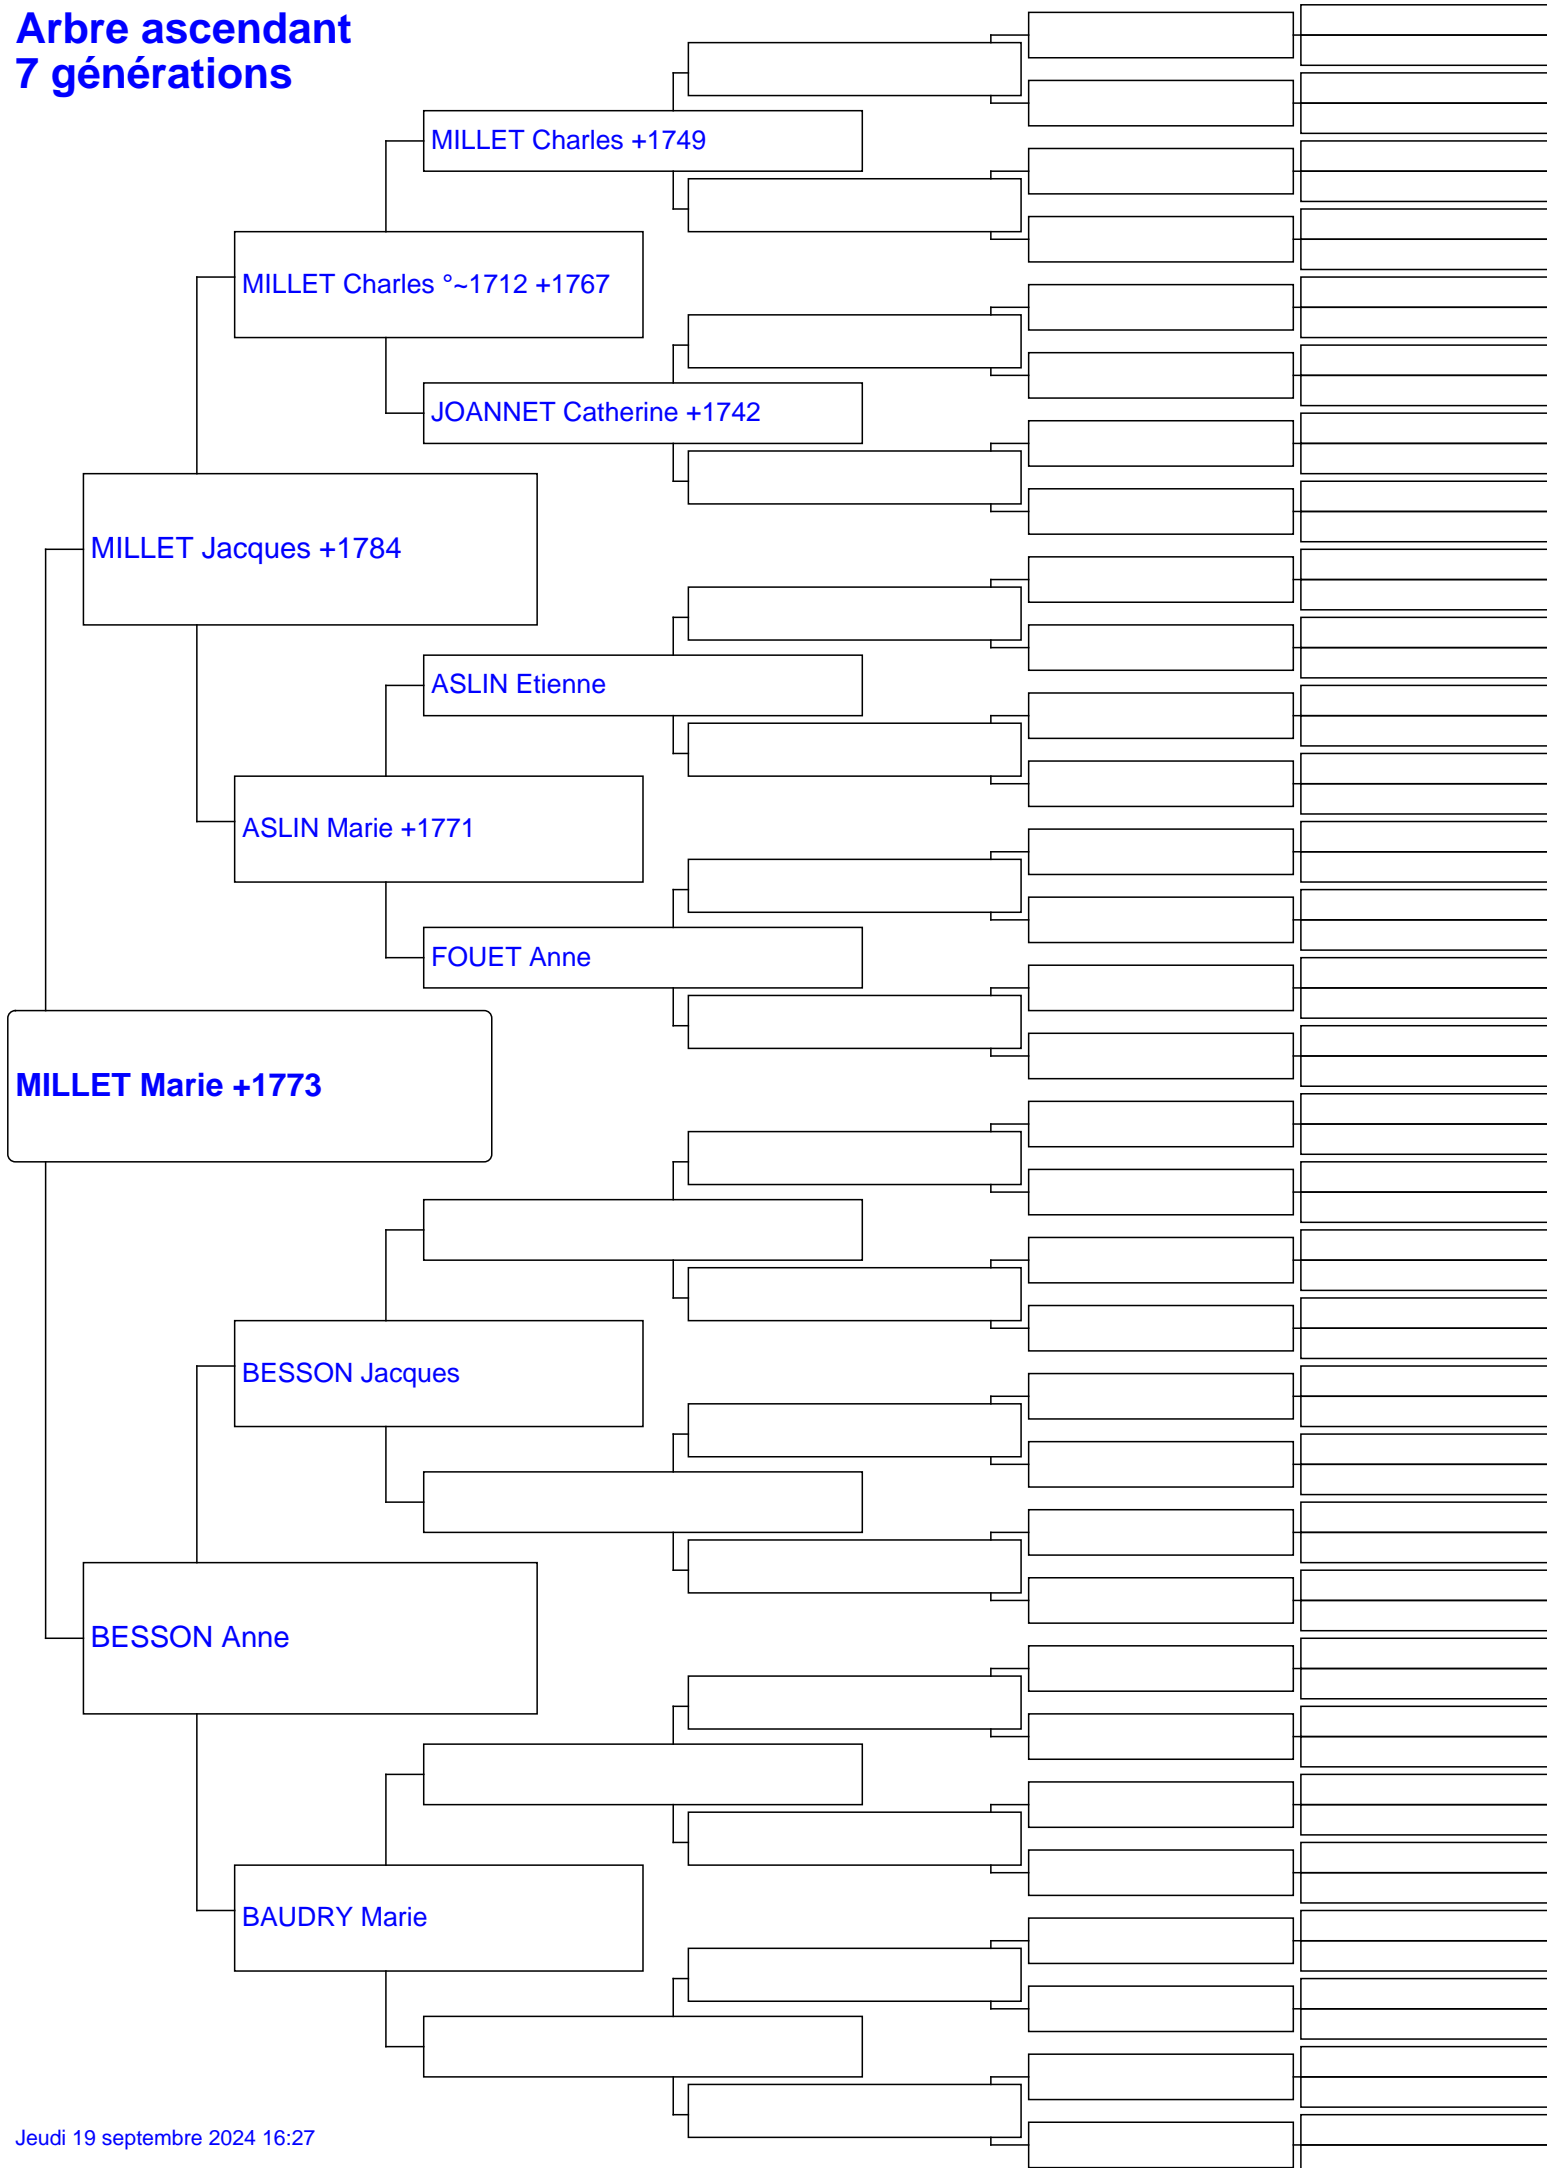 Arbre ascendant
7 générations
MILLET Charles +1749
MILLET Charles °~1712 +1767
JOANNET Catherine +1742
MILLET Jacques +1784
ASLIN Etienne
ASLIN Marie +1771
FOUET Anne
MILLET Marie +1773
BESSON Jacques
BESSON Anne
BAUDRY Marie
Jeudi 19 septembre 2024 16:27